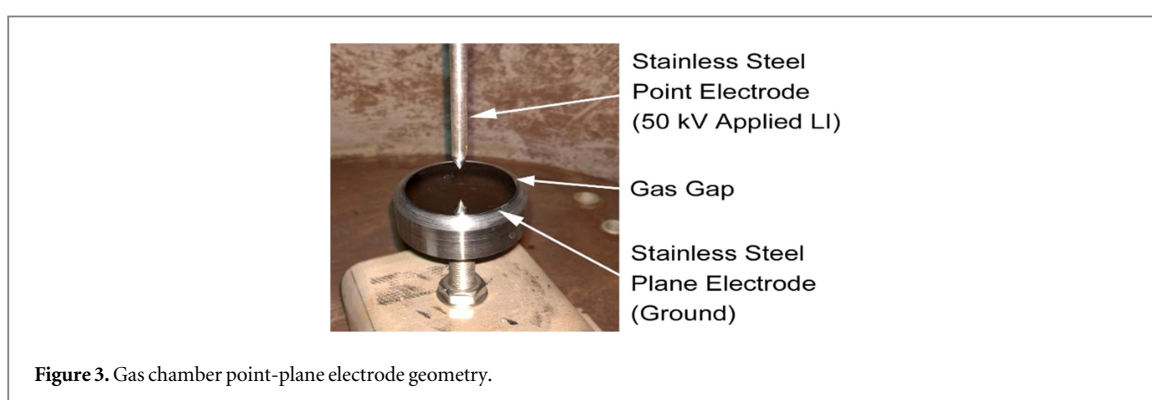 Stainless Steel
Point Electrode
(50 kV Applied LI)
Gas Gap
Stainless Steel
Plane Electrode
(Ground)
Figure 3. Gas chamber point-plane electrode geometry.